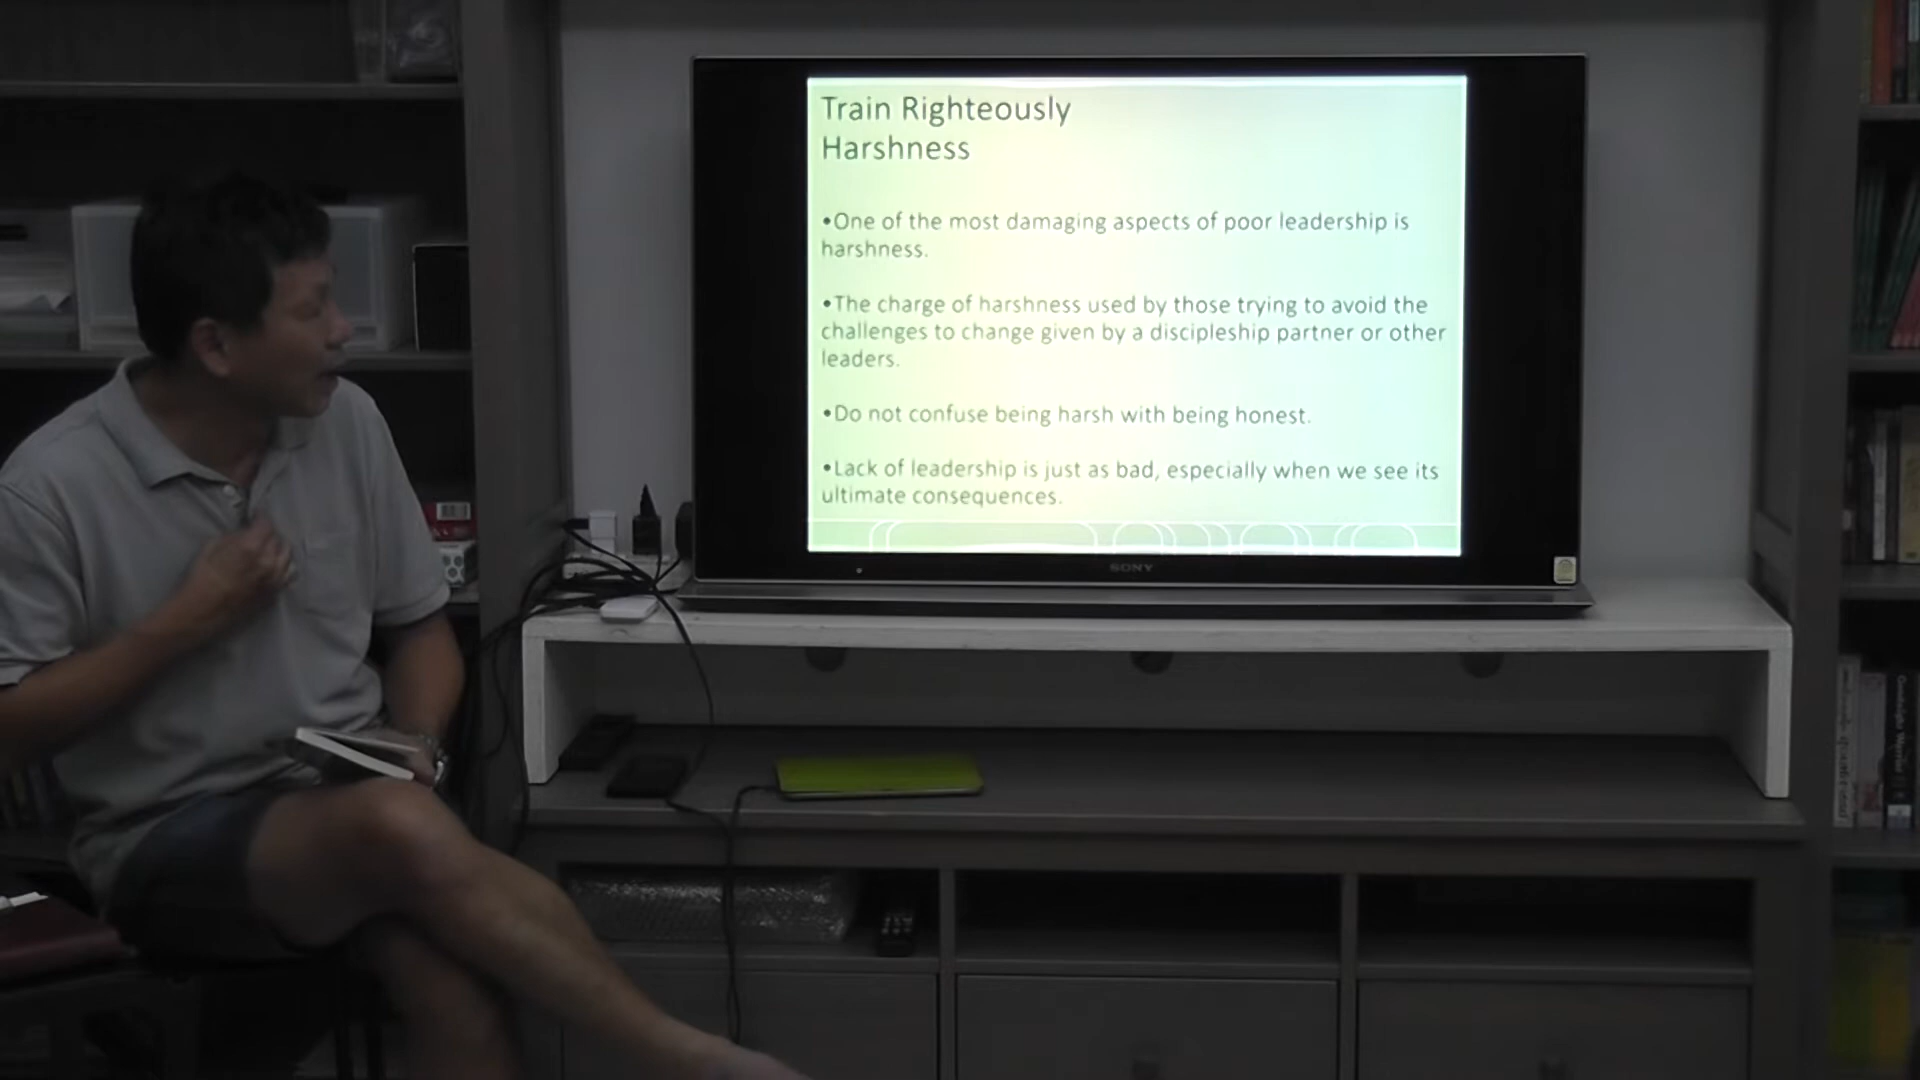 Train Righteously
Harshness
•One of the most damaging aspects of poor leadership is
harshness.
•The charge of harshness used by those trying to avoid the
challenges to change given by a discipleship partner or other
leaders.
•Do not confuse being harsh with being honest.
•Lack of leadership is just as bad, especially when we see its
ultimate consequences.
SONY